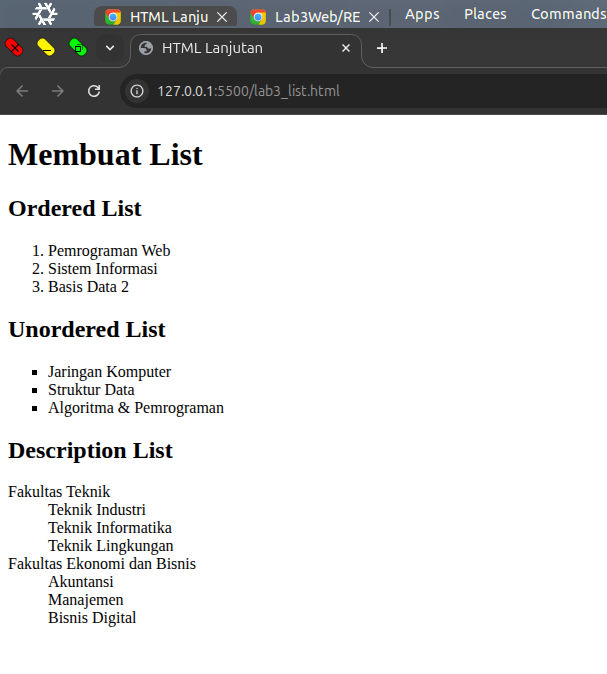 HTML Lanju
Lab3Web/RE
Apps
Places
Commands
HTML Lanjutan
127.0.0.1:5500/lab3_list.html
Membuat List
Ordered List
1. Pemrograman Web
2. Sistem Informasi
3. Basis Data 2
Unordered List
Jaringan Komputer
Struktur Data
Algoritma & Pemrograman
Description List
Fakultas Teknik
Teknik Industri
Teknik Informatika
Teknik Lingkungan
Fakultas Ekonomi dan Bisnis
Akuntansi
Manajemen
Bisnis Digital